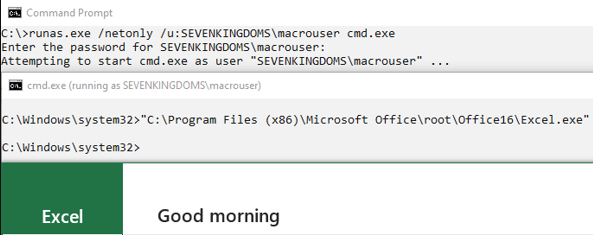 Command Prompt
C:\>runas.exe /netonly /u:SEVENKINGDOMS\macrouser cmd.exe
Enter the password for SEVENKINGDOMS\macrouser:
Attempting to start cmd.exe as user "SEVENKINGDOMS\macrouser" ...
cmd.exe (running as SEVENKINGDOMS\macrouser)
C:\Windows\system32>"C:\Program Files (x86)\Microsoft Office\root\Office16\Excel.exe"
C:\Windows\system32>
Excel
Good morning